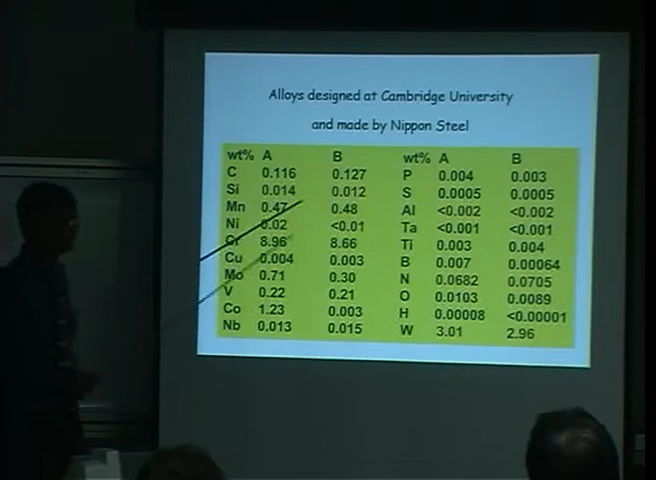 Alloys designed at Cambridge University
and made by Nippon Steel
wt% A B wt% A B
C 0.116 0.127 P 0.004 0.003
Si 0.014 0.012 S 0.0005 0.0005
Mn 0.47 0.48 Al <0.002 <0.002
Ni 0.02 <0.01 Ta <0.001 <0.001
Cr 8.96 8.66 Ti 0.003 0.004
Cu 0.004 0.003 B 0.007 0.00064
Mo 0.71 0.30 N 0.0682 0.0705
V 0.22 0.21 O 0.0103 0.0089
Co 1.23 0.003 H 0.00008 <0.00001
Nb 0.013 0.015 W 3.01 2.96